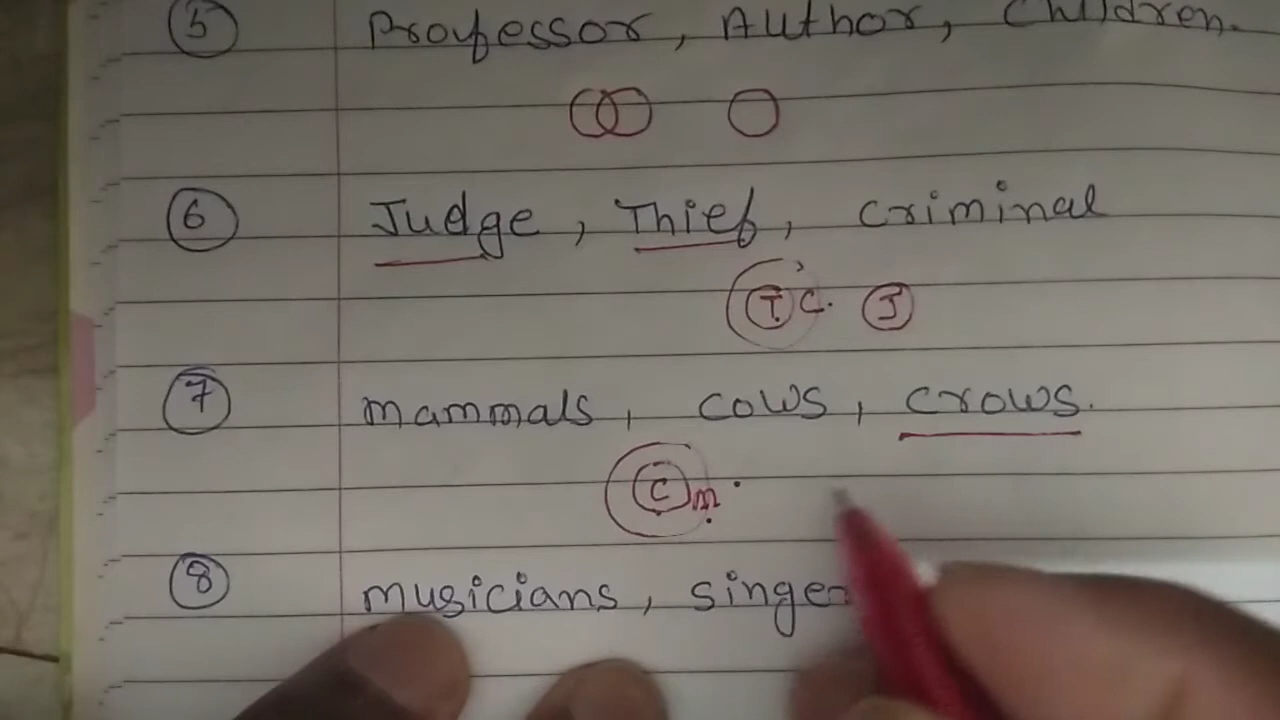 5 Professor, Author, Children.
6 Judge, Thief, Criminal
T. C. J
7 mammals, cows, crows.
C m.
8 musicians, singer